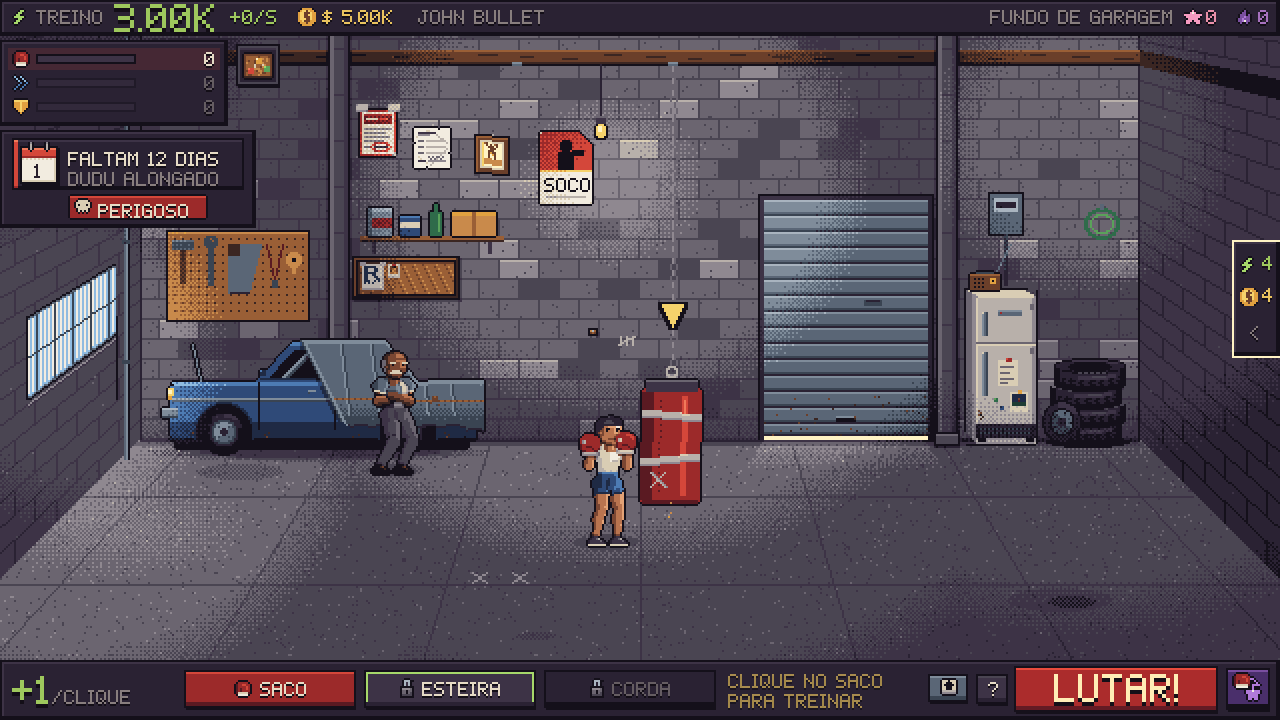 TREINO 3.00K +0/S $ 5.00K JOHN BULLET FUNDO DE GARAGEM 0 0
0
0
0
1
FALTAM 12 DIAS
DUDU ALONGADO
PERIGOSO
SOCO
R
4
4
+1/CLIQUE
SACO
ESTEIRA
CORDA
CLIQUE NO SACO
PARA TREINAR
?
LUTAR!